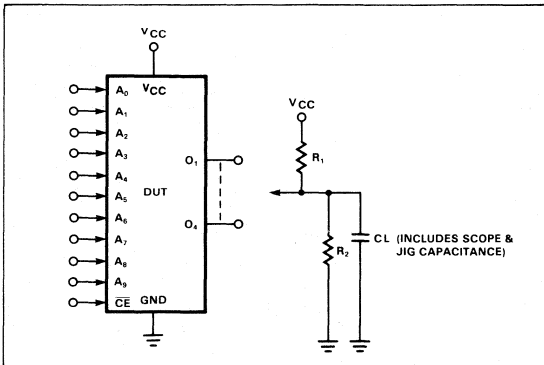 VCC
VCC
A0
A1
A2
A3
A4
A5
A6
A7
A8
A9
C̅E̅
DUT
GND
O1
O4
VCC
R1
R2
CL (INCLUDES SCOPE &
JIG CAPACITANCE)